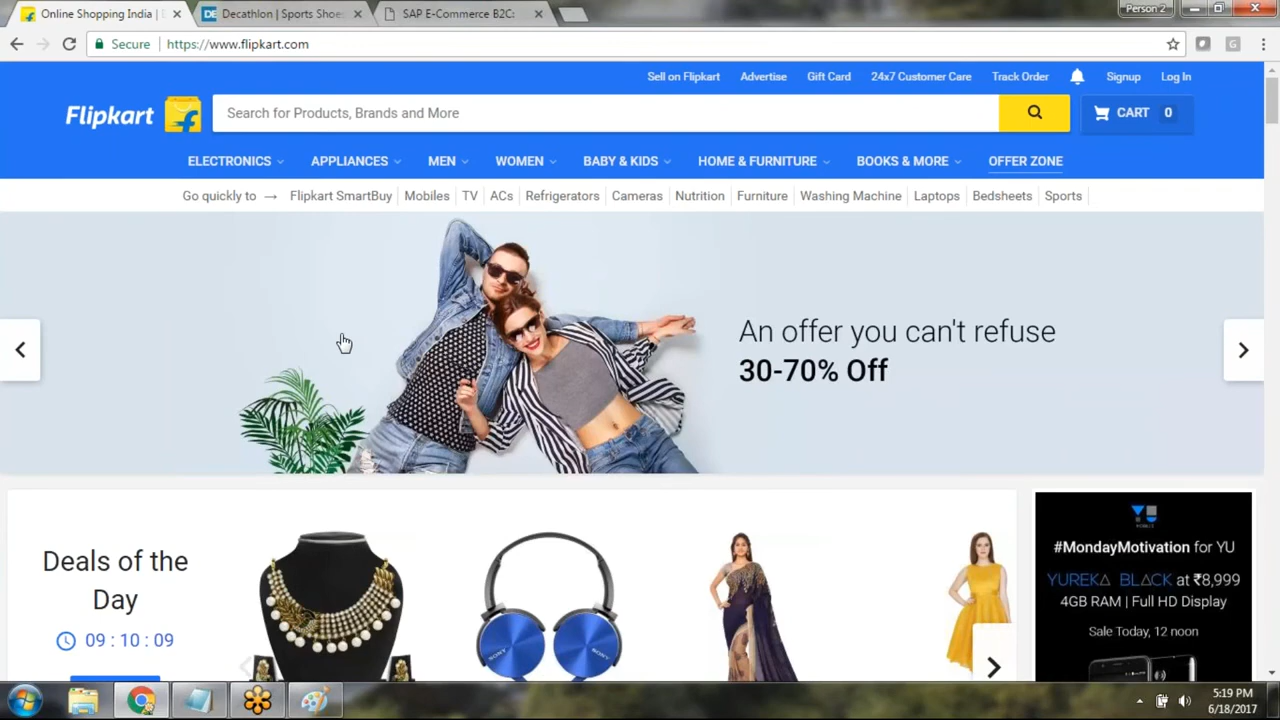 Online Shopping India |
Decathlon | Sports Shoe
SAP E-Commerce B2C
Person 2
Secure
https://www.flipkart.com
Sell on Flipkart
Advertise
Gift Card
24x7 Customer Care
Track Order
Signup
Log In
Flipkart
Search for Products, Brands and More
CART 0
ELECTRONICS
APPLIANCES
MEN
WOMEN
BABY & KIDS
HOME & FURNITURE
BOOKS & MORE
OFFER ZONE
Go quickly to →
Flipkart SmartBuy
Mobiles
TV
ACs
Refrigerators
Cameras
Nutrition
Furniture
Washing Machine
Laptops
Bedsheets
Sports
An offer you can't refuse
30-70% Off
Deals of the
Day
09 : 10 : 09
SONY
SONY
#MondayMotivation for YU
YUREKA BLACK at ₹8,999
4GB RAM | Full HD Display
Sale Today, 12 noon
5:19 PM
6/18/2017